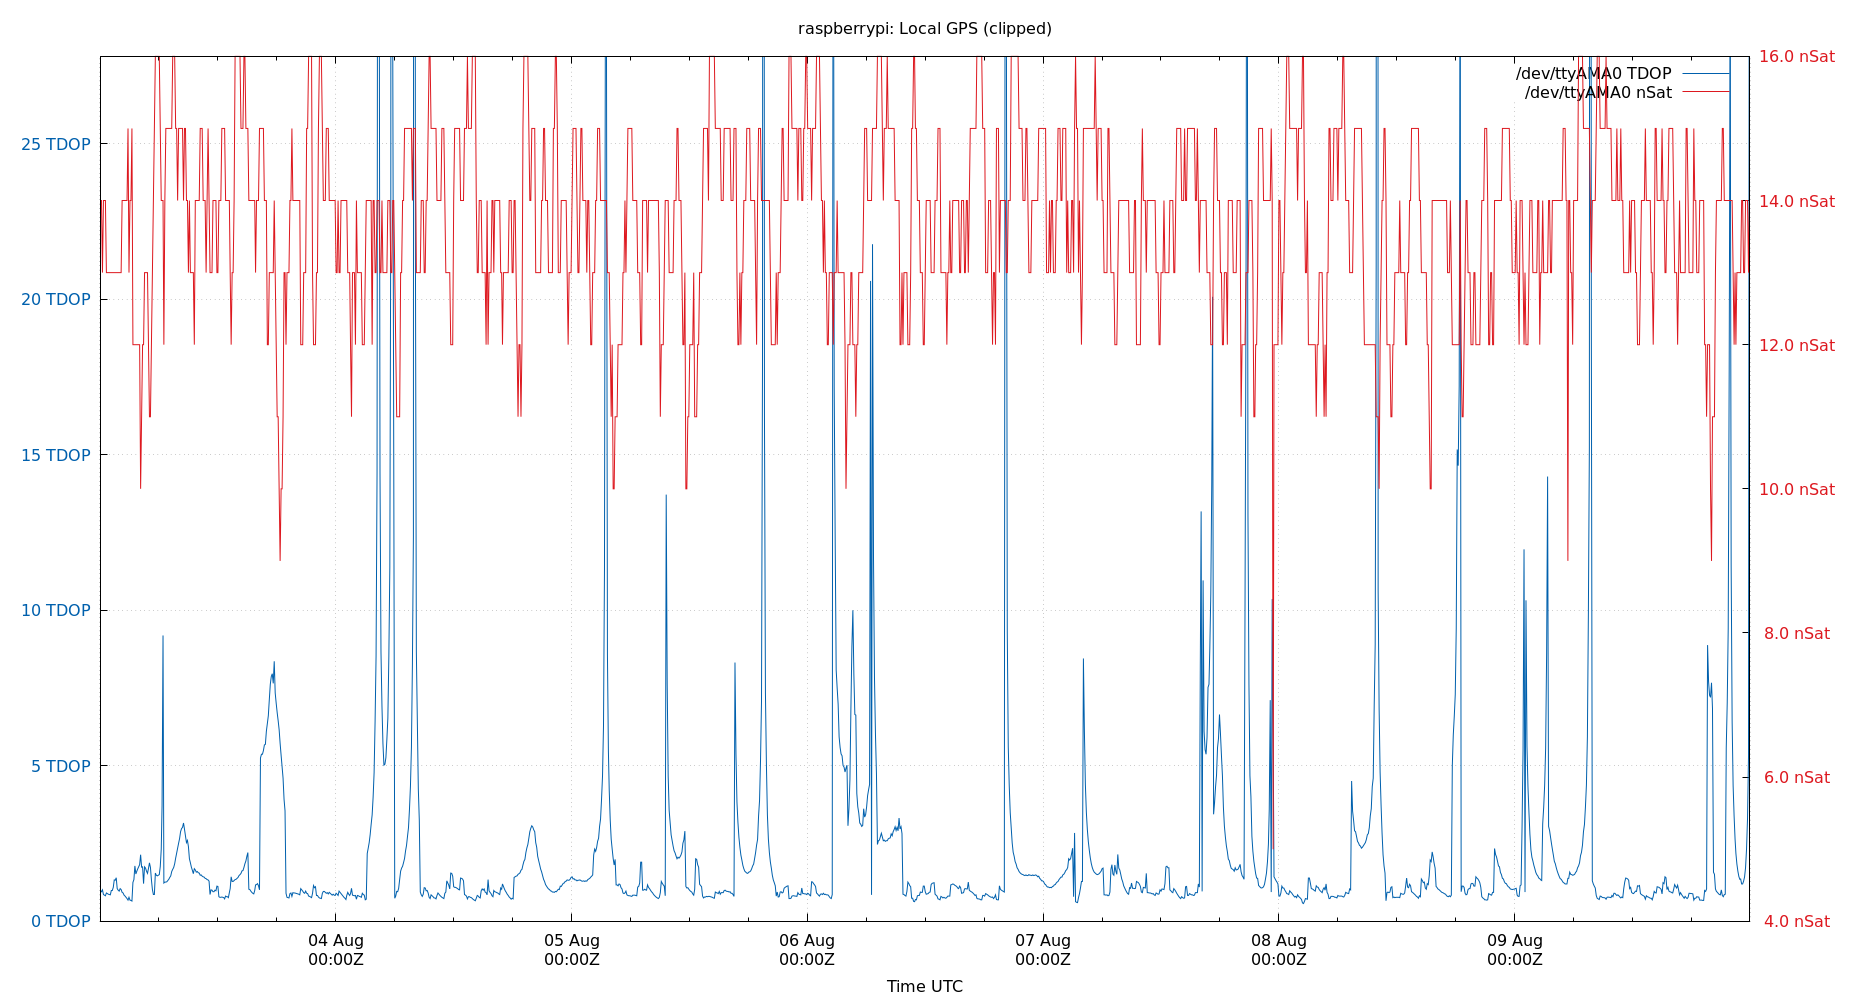 raspberrypi: Local GPS (clipped)
16.0 nSat
/dev/ttyAMA0 TDOP
/dev/ttyAMA0 nSat
25 TDOP
14.0 nSat
20 TDOP
12.0 nSat
15 TDOP
10.0 nSat
10 TDOP
8.0 nSat
5 TDOP
6.0 nSat
0 TDOP
4.0 nSat
04 Aug
00:00Z
05 Aug
00:00Z
06 Aug
00:00Z
07 Aug
00:00Z
08 Aug
00:00Z
09 Aug
00:00Z
Time UTC